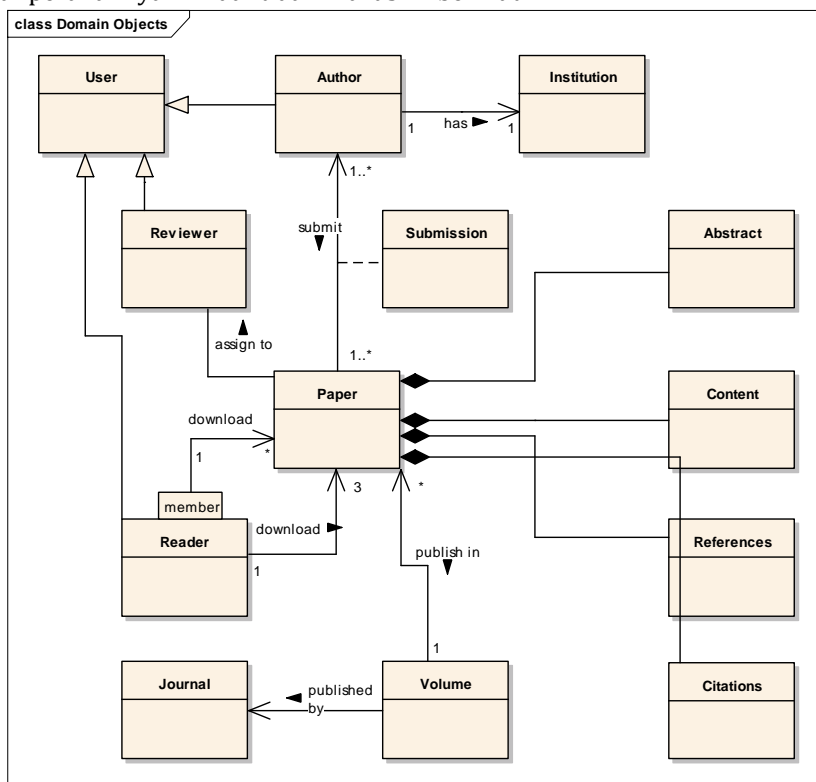 class Domain Objects
User
Author
Institution
1
has
1
1..*
submit
Reviewer
Submission
Abstract
assign to
1..*
Paper
Content
download
1
*
member
3
*
Reader
download
1
publish in
References
1
Journal
published
by
Volume
Citations